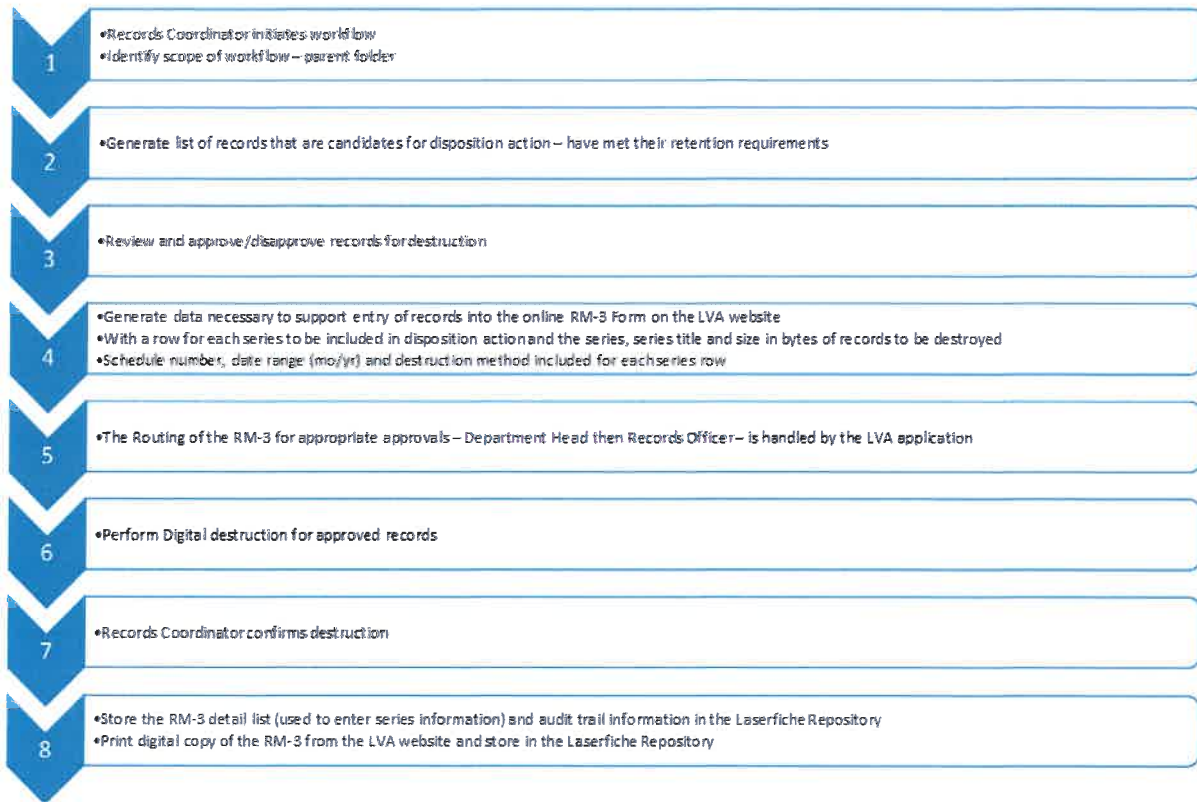 1
•Records Coordinator initiates workflow
•Identify scope of workflow – parent folder
2
•Generate list of records that are candidates for disposition action – have met their retention requirements
3
•Review and approve/disapprove records for destruction
4
•Generate data necessary to support entry of records into the online RM-3 Form on the LVA website
•With a row for each series to be included in disposition action and the series, series title and size in bytes of records to be destroyed
•Schedule number, date range (mo/yr) and destruction method included for each series row
5
•The Routing of the RM-3 for appropriate approvals – Department Head then Records Officer – is handled by the LVA application
6
•Perform Digital destruction for approved records
7
•Records Coordinator confirms destruction
8
•Store the RM-3 detail list (used to enter series information) and audit trail information in the Laserfiche Repository
•Print digital copy of the RM-3 from the LVA website and store in the Laserfiche Repository